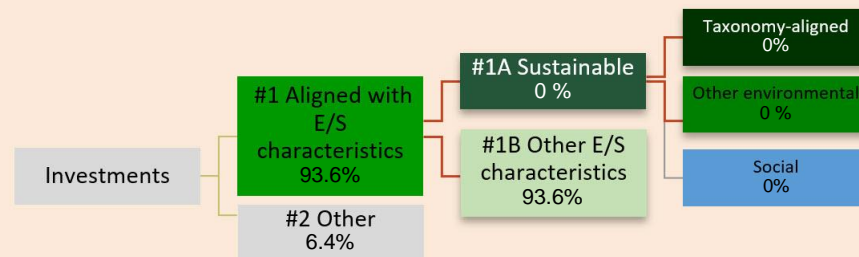 Investments
#1 Aligned with
E/S
characteristics
93.6%
#2 Other
6.4%
#1A Sustainable
0 %
#1B Other E/S
characteristics
93.6%
Taxonomy-aligned
0%
Other environmental
0 %
Social
0%